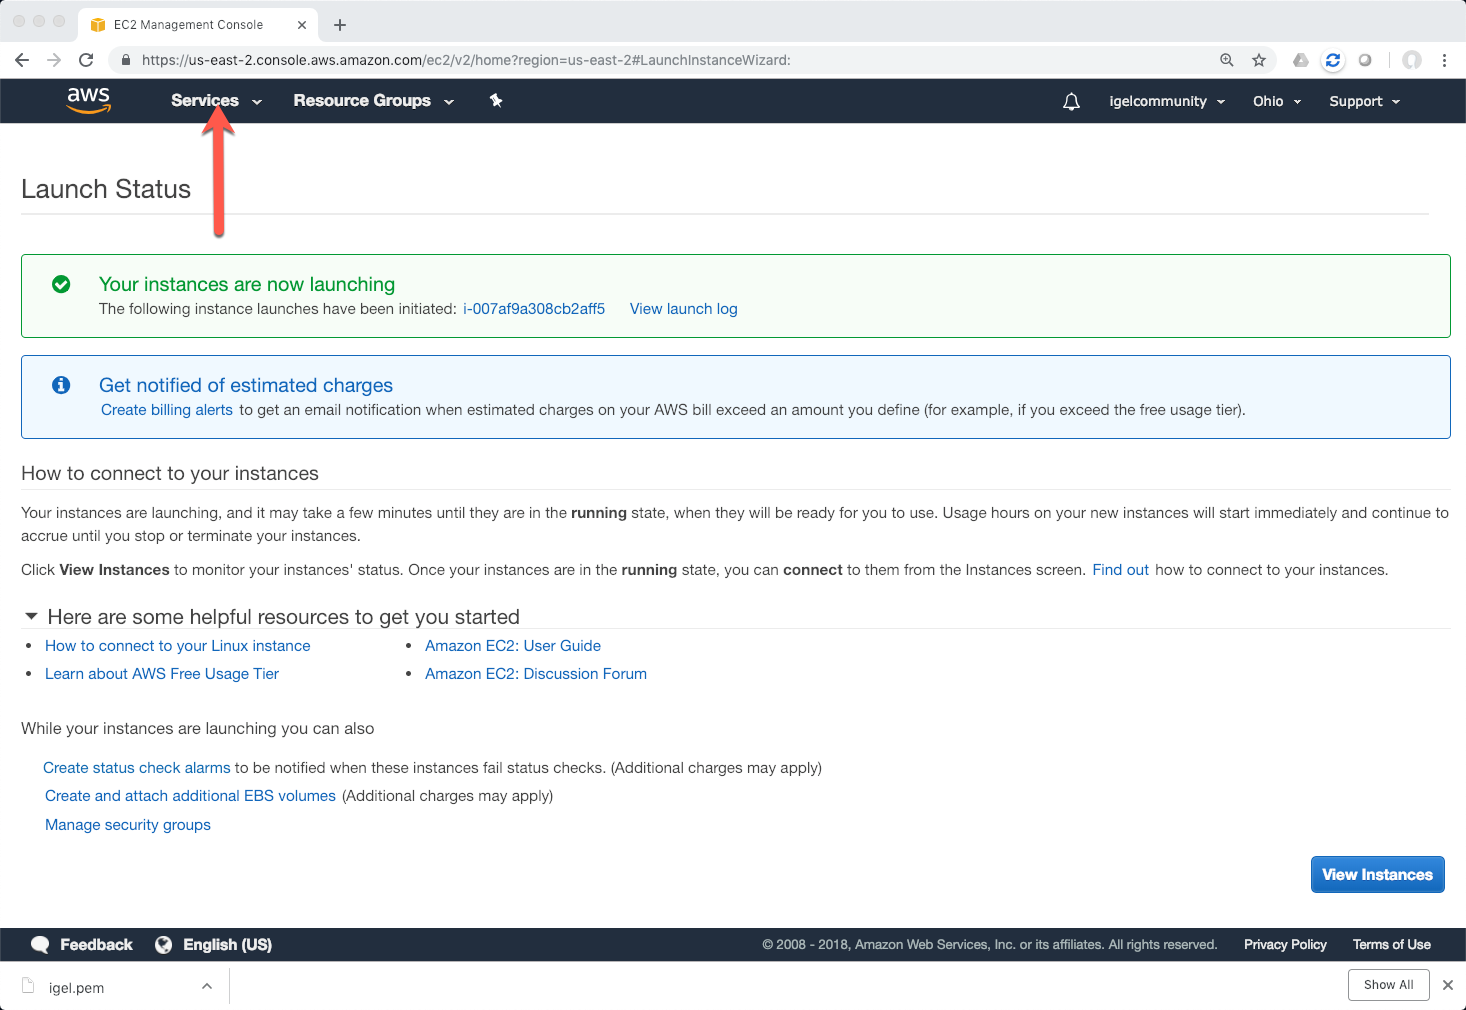 EC2 Management Console
https://us-east-2.console.aws.amazon.com/ec2/v2/home?region=us-east-2#LaunchInstanceWizard:
aws Services Resource Groups igelcommunity Ohio Support
Launch Status
Your instances are now launching
The following instance launches have been initiated: i-007af9a308cb2aff5 View launch log
Get notified of estimated charges
Create billing alerts to get an email notification when estimated charges on your AWS bill exceed an amount you define (for example, if you exceed the free usage tier).
How to connect to your instances
Your instances are launching, and it may take a few minutes until they are in the running state, when they will be ready for you to use. Usage hours on your new instances will start immediately and continue to
accrue until you stop or terminate your instances.
Click View Instances to monitor your instances' status. Once your instances are in the running state, you can connect to them from the Instances screen. Find out how to connect to your instances.
Here are some helpful resources to get you started
• How to connect to your Linux instance • Amazon EC2: User Guide
• Learn about AWS Free Usage Tier • Amazon EC2: Discussion Forum
While your instances are launching you can also
Create status check alarms to be notified when these instances fail status checks. (Additional charges may apply)
Create and attach additional EBS volumes (Additional charges may apply)
Manage security groups
View Instances
Feedback English (US) © 2008 - 2018, Amazon Web Services, Inc. or its affiliates. All rights reserved. Privacy Policy Terms of Use
igel.pem Show All